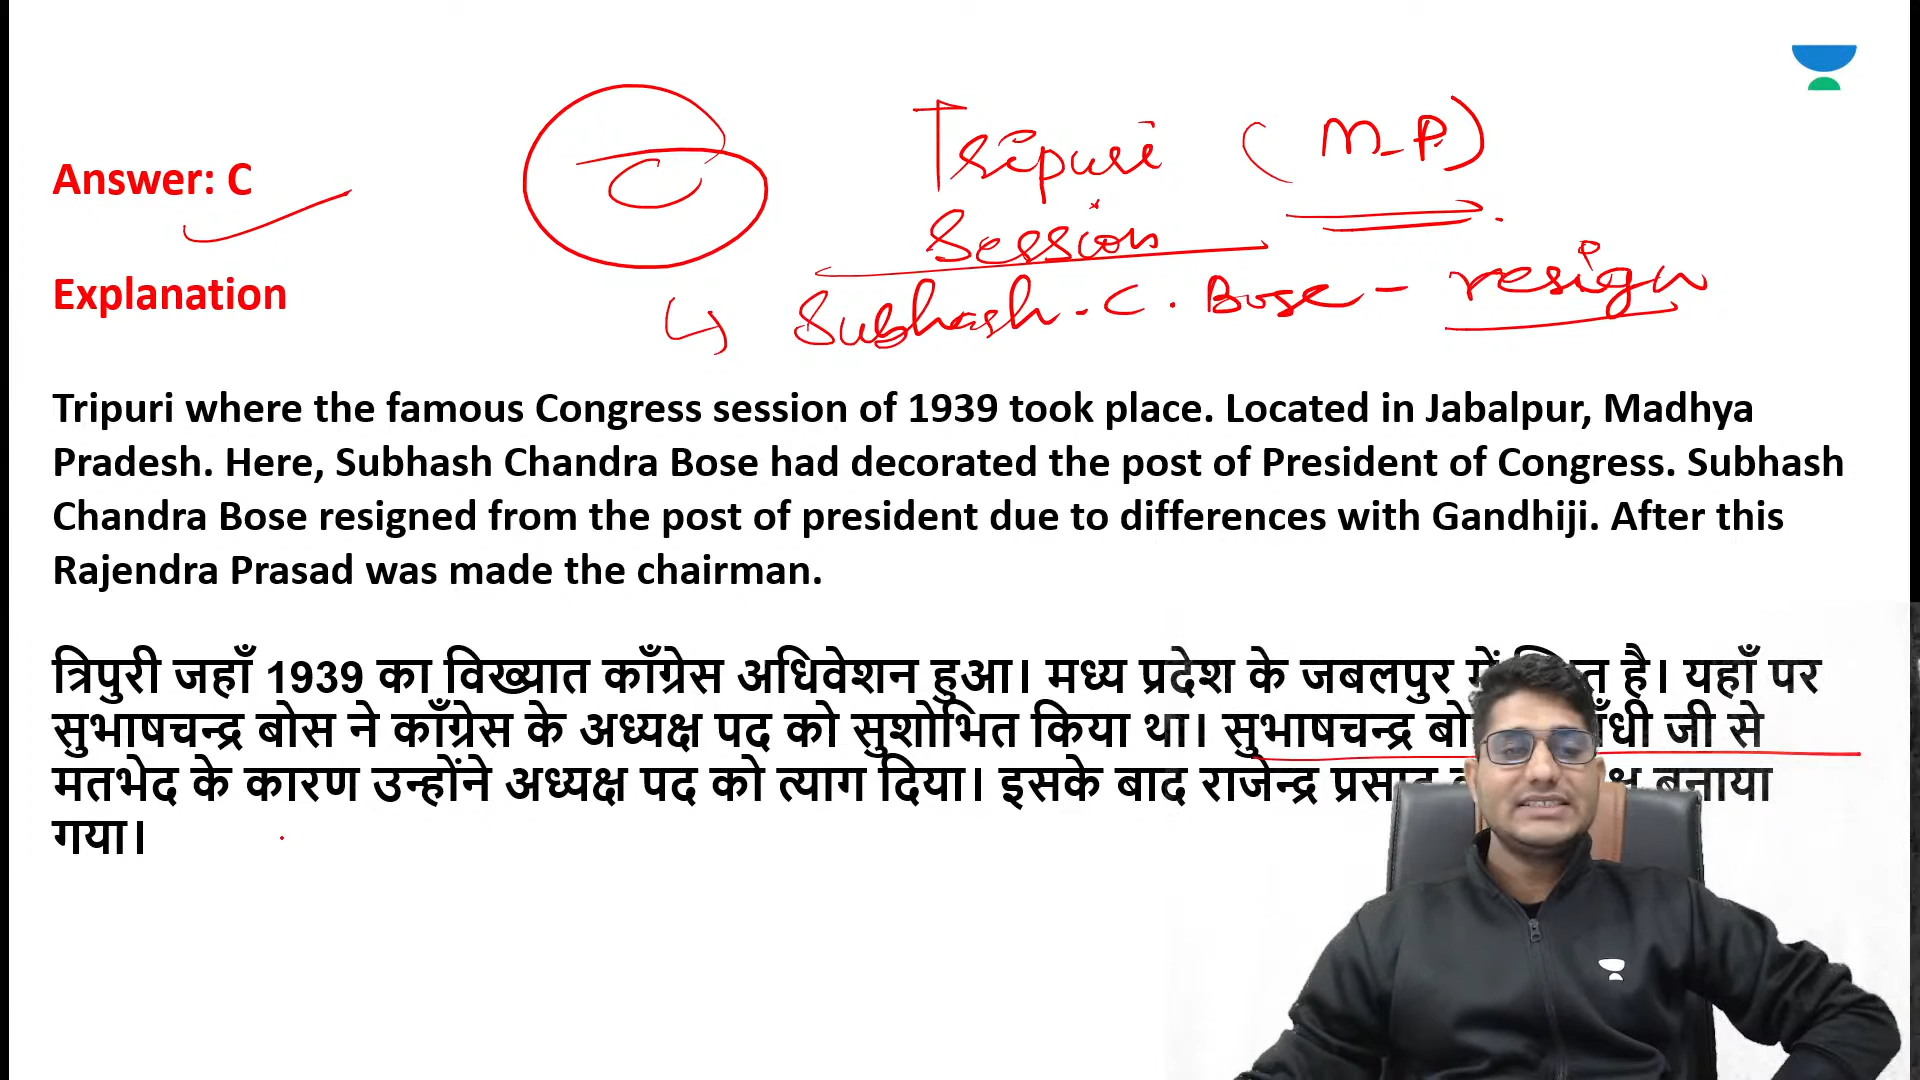 Tripuri (M.P)
Answer: C
Session
Explanation
Subhash. C. Bose - resign
Tripuri where the famous Congress session of 1939 took place. Located in Jabalpur, Madhya
Pradesh. Here, Subhash Chandra Bose had decorated the post of President of Congress. Subhash
Chandra Bose resigned from the post of president due to differences with Gandhiji. After this
Rajendra Prasad was made the chairman.
त्रिपुरी जहाँ 1939 का विख्यात काँग्रेस अधिवेशन हुआ। मध्य प्रदेश के जबलपुर में है। यहाँ पर
सुभाषचन्द्र बोस ने काँग्रेस के अध्यक्ष पद को सुशोभित किया था। सुभाषचन्द्र जी से
मतभेद के कारण उन्होंने अध्यक्ष पद को त्याग दिया। इसके बाद राजेन्द्र बनाया
गया।